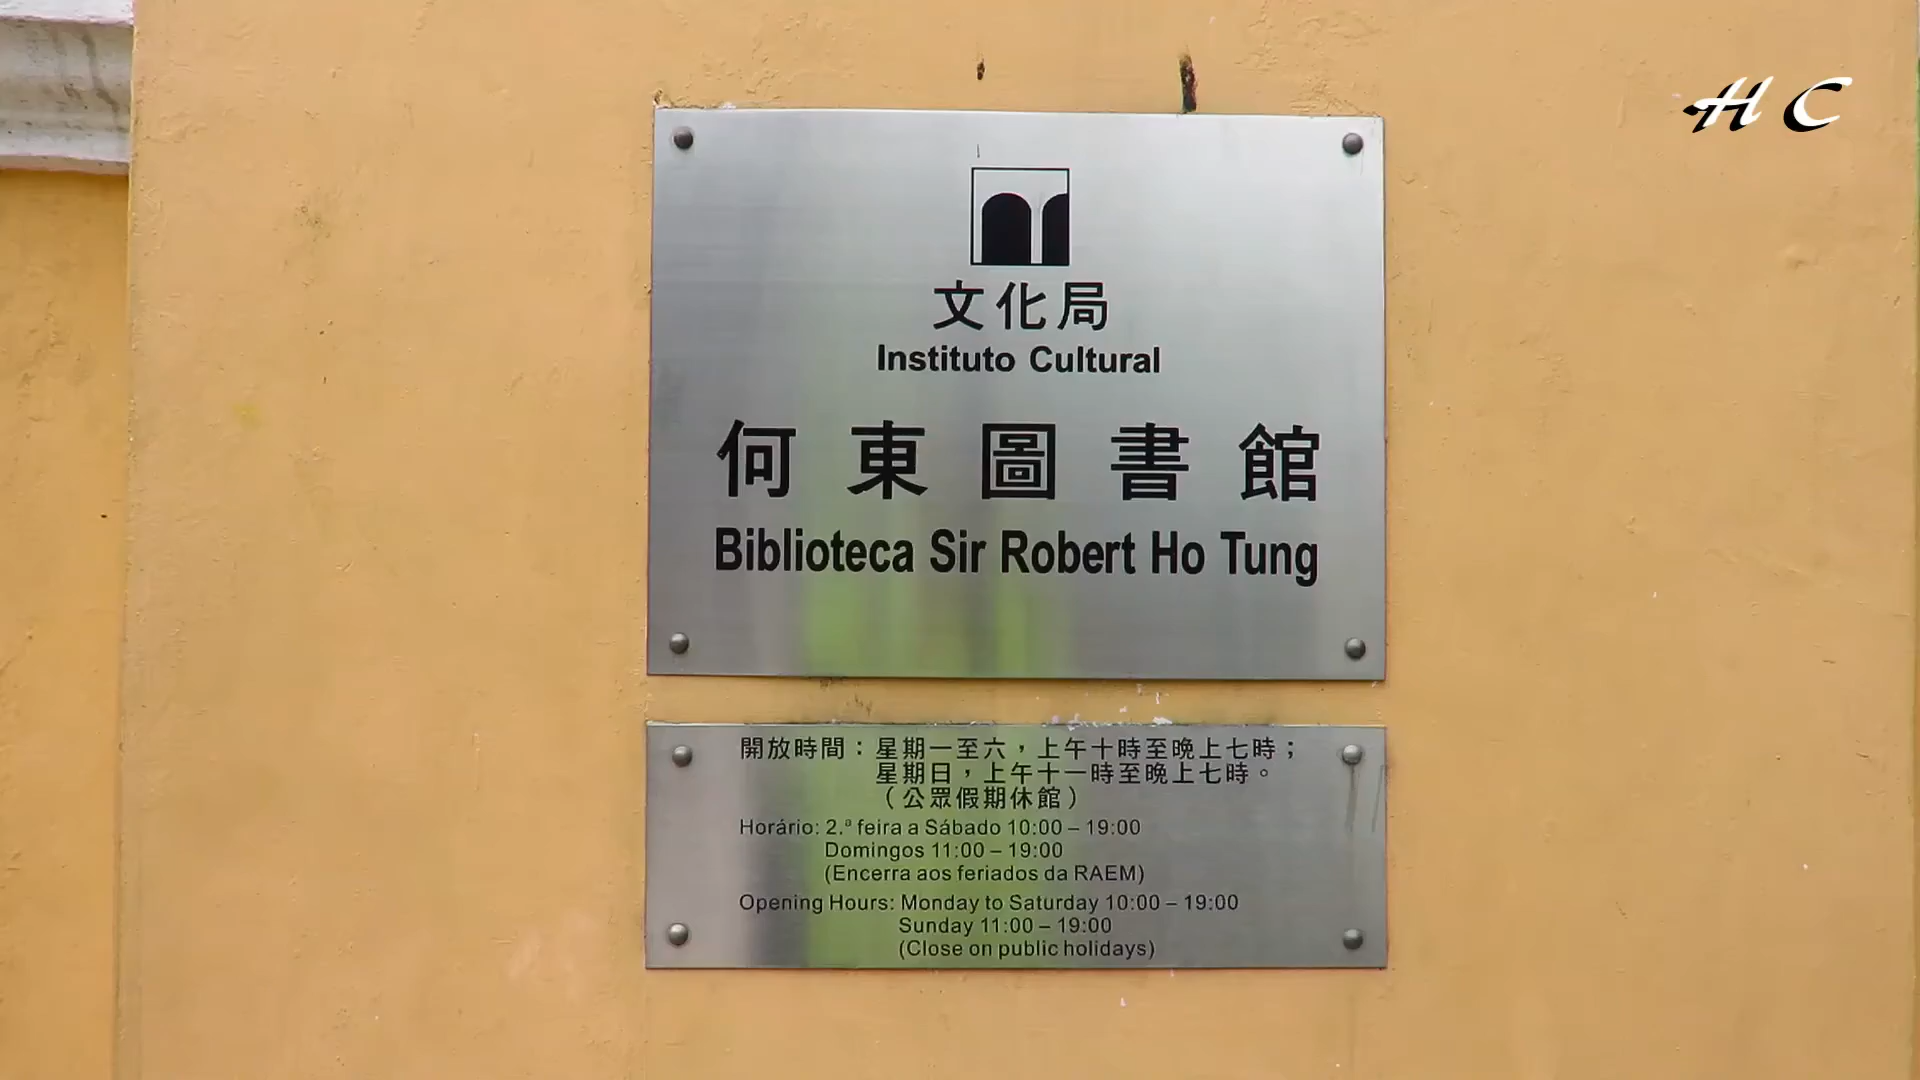 H C
文化局
Instituto Cultural
何東圖書館
Biblioteca Sir Robert Ho Tung
開放時間：星期一至六，上午十時至晚上七時；
星期日，上午十一時至晚上七時。
（公眾假期休館）
Horário: 2.ª feira a Sábado 10:00 – 19:00
Domingos 11:00 – 19:00
(Encerra aos feriados da RAEM)
Opening Hours: Monday to Saturday 10:00 – 19:00
Sunday 11:00 – 19:00
(Close on public holidays)